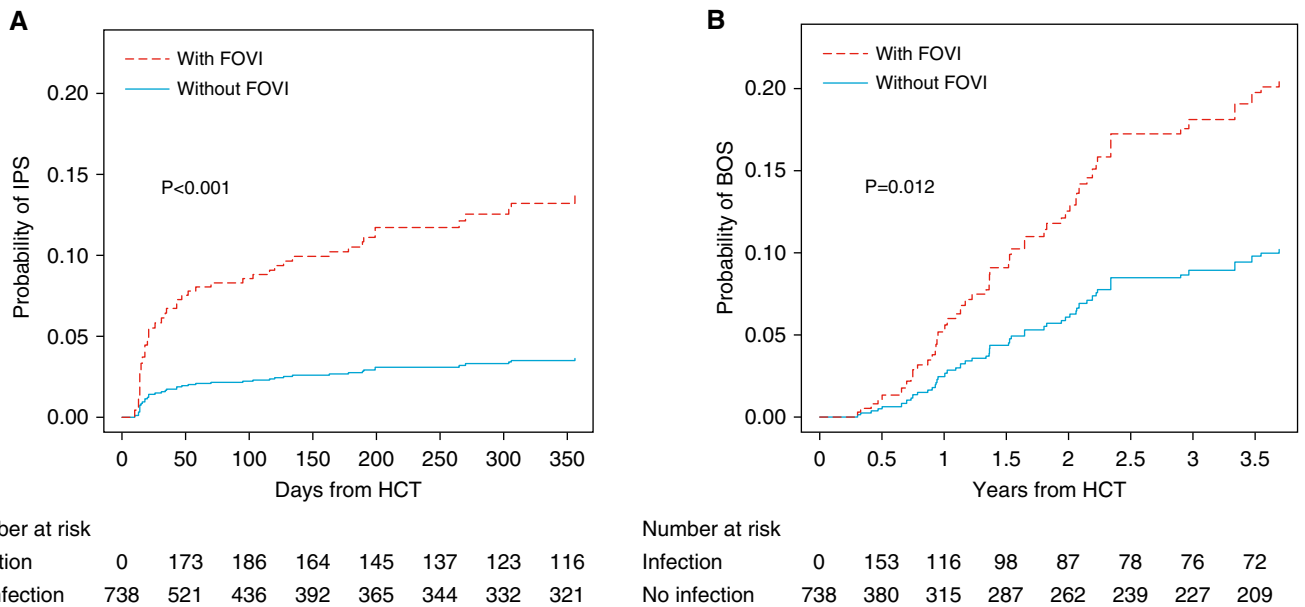 A
With FOVI
Without FOVI
P<0.001
Probability of IPS
0.20
0.15
0.10
0.05
0.00
0 50 100 150 200 250 300 350
Days from HCT
ber at risk
tion 0 173 186 164 145 137 123 116
fection 738 521 436 392 365 344 332 321
B
With FOVI
Without FOVI
P=0.012
Probability of BOS
0.20
0.15
0.10
0.05
0.00
0 0.5 1 1.5 2 2.5 3 3.5
Years from HCT
Number at risk
Infection 0 153 116 98 87 78 76 72
No infection 738 380 315 287 262 239 227 209